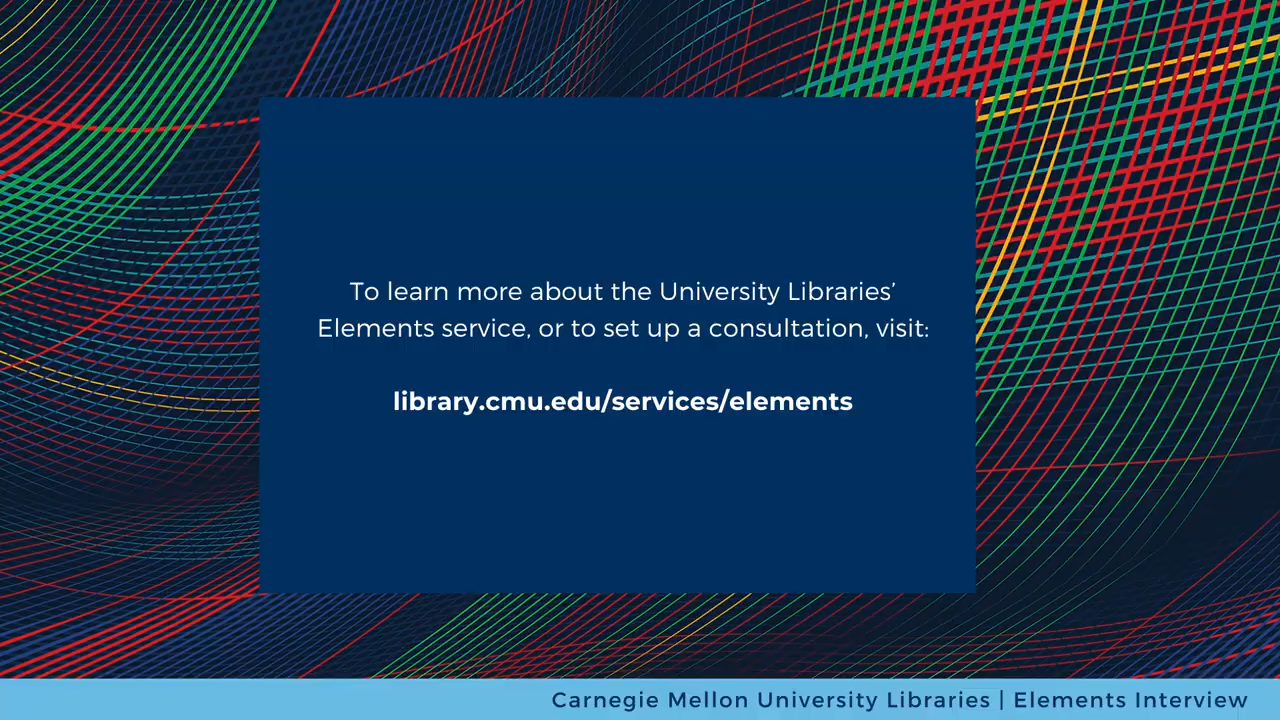 To learn more about the University Libraries’
Elements service, or to set up a consultation, visit:
library.cmu.edu/services/elements
Carnegie Mellon University Libraries | Elements Interview